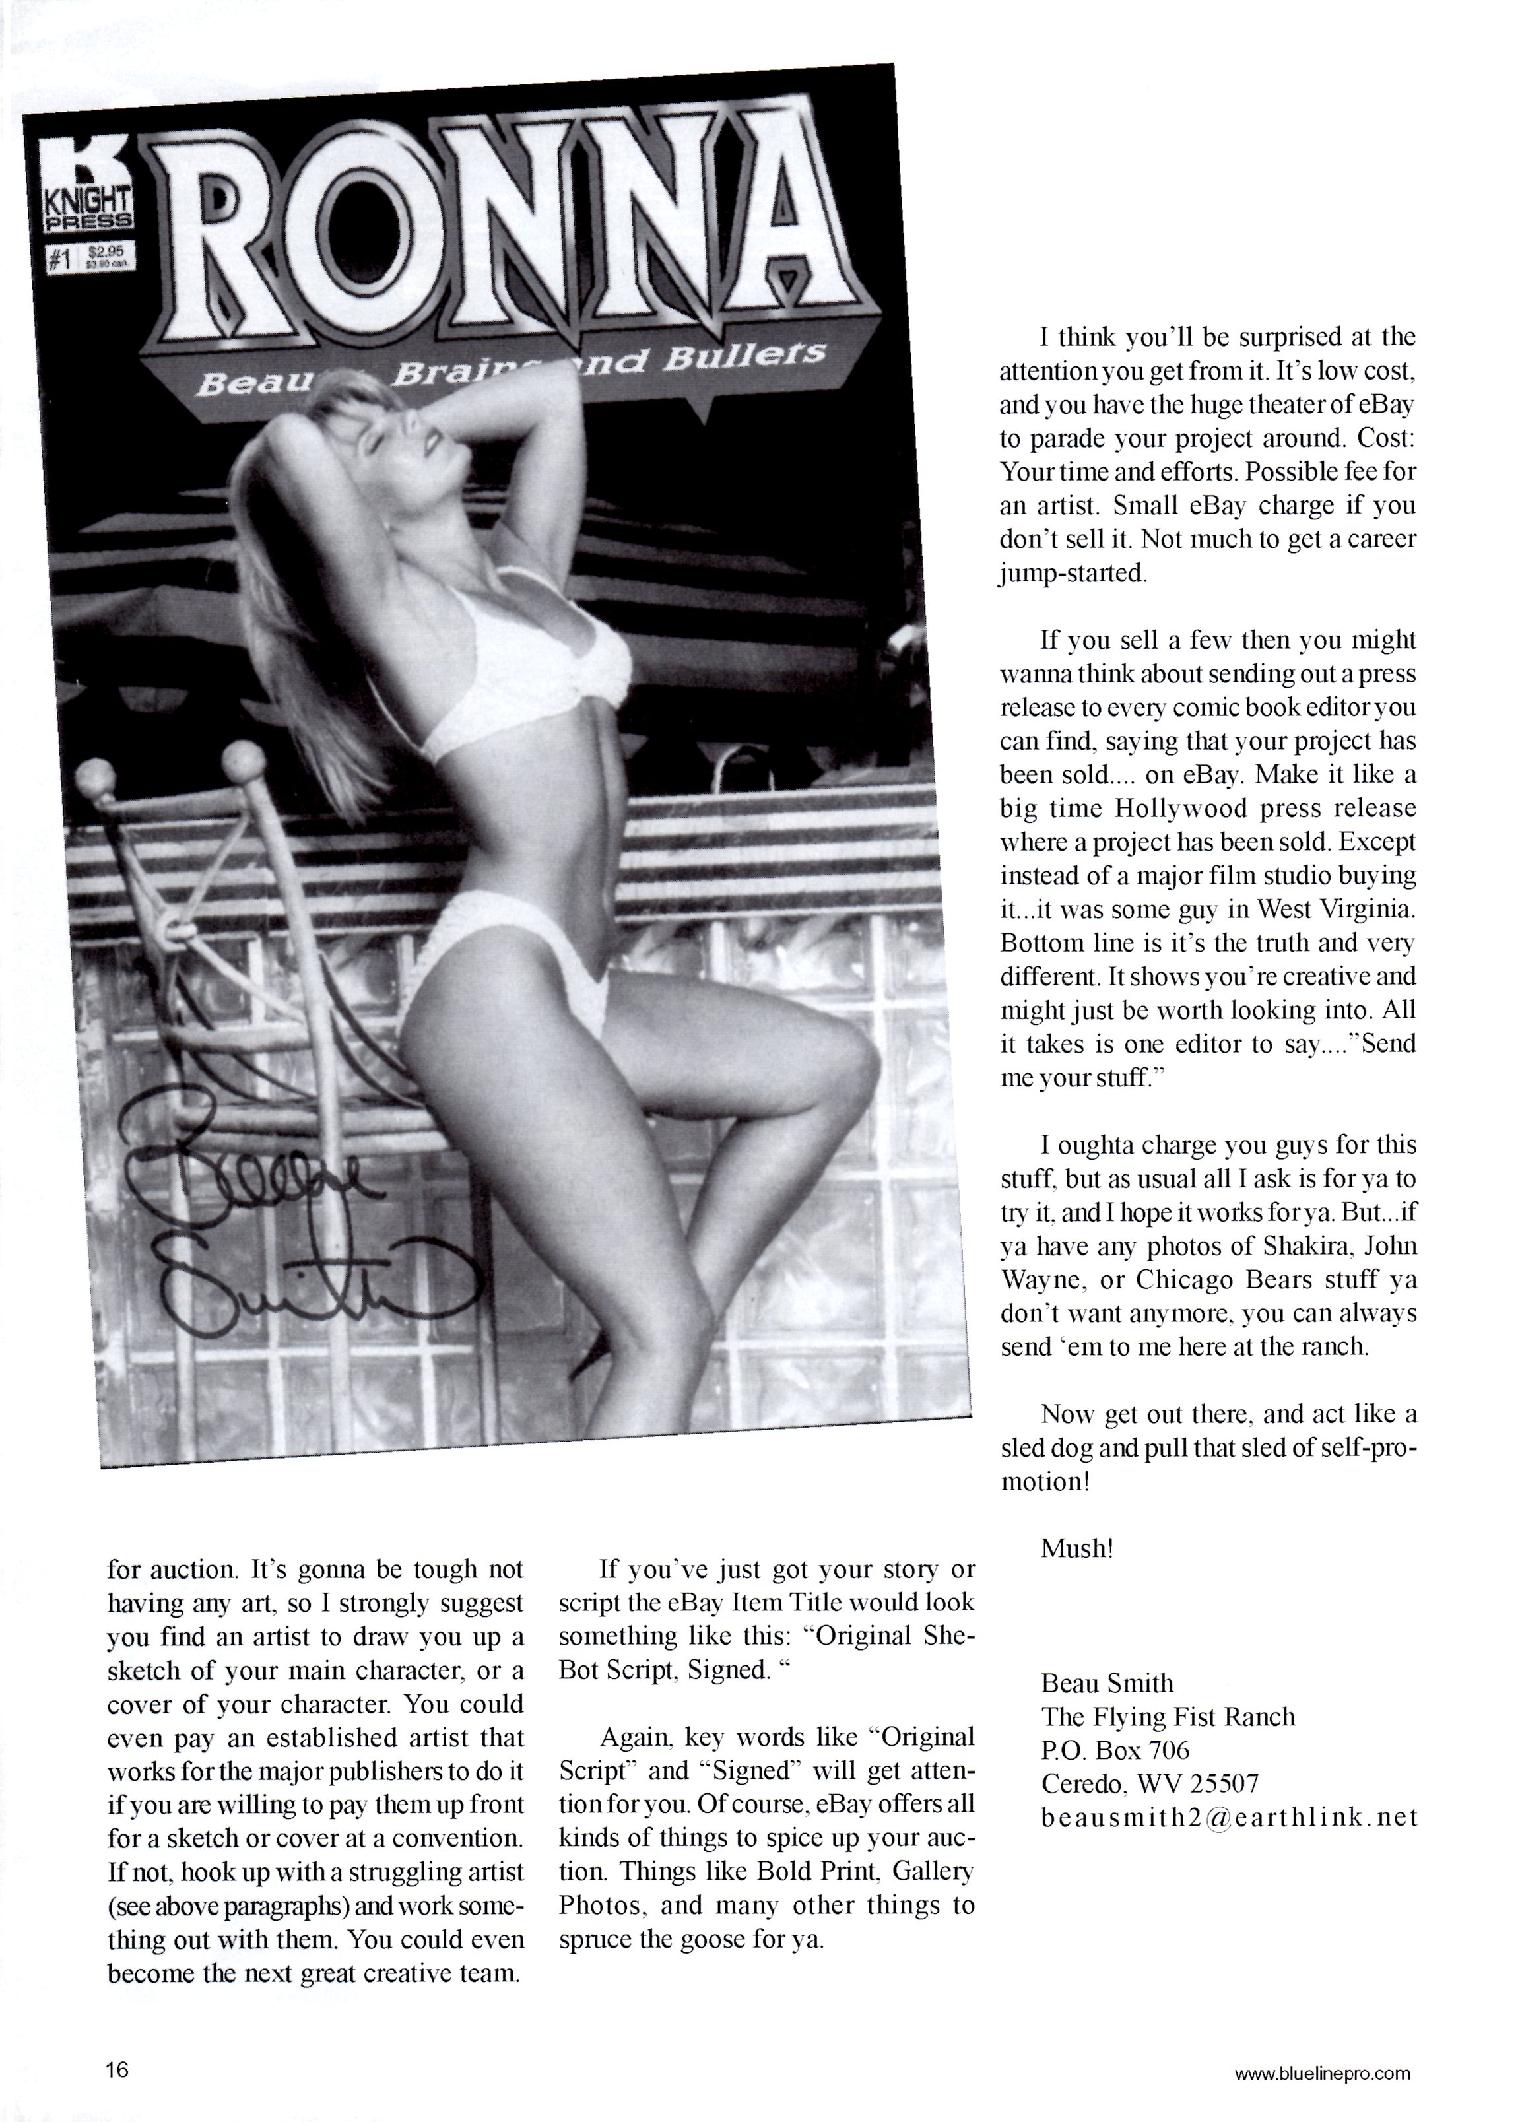 KNIGHT
PRESS
#1 $2.95
RONNA
Bullets
for auction. It's gonna be tough not
having any art, so I strongly suggest
you find an artist to draw you up a
sketch of your main character, or a
cover of your character. You could
even pay an established artist that
works for the major publishers to do it
if you are willing to pay them up front
for a sketch or cover at a convention.
If not, hook up with a struggling artist
(see above paragraphs) and work some-
thing out with them. You could even
become the next great creative team.
If you've just got your story or
script the eBay Item Title would look
something like this: "Original She-
Bot Script, Signed. "
Again, key words like "Original
Script" and "Signed" will get atten-
tion for you. Of course, eBay offers all
kinds of things to spice up your auc-
tion. Things like Bold Print, Gallery
Photos, and many other things to
spruce the goose for ya.
I think you'll be surprised at the
attention you get from it. It's low cost,
and you have the huge theater of eBay
to parade your project around. Cost:
Your time and efforts. Possible fee for
an artist. Small eBay charge if you
don't sell it. Not much to get a career
jump-started.
If you sell a few then you might
wanna think about sending out a press
release to every comic book editor you
can find, saying that your project has
been sold.... on eBay. Make it like a
big time Hollywood press release
where a project has been sold. Except
instead of a major film studio buying
it...it was some guy in West Virginia.
Bottom line is it's the truth and very
different. It shows you're creative and
might just be worth looking into. All
it takes is one editor to say...."Send
me your stuff."
I oughta charge you guys for this
stuff, but as usual all I ask is for ya to
try it, and I hope it works for ya. But...if
ya have any photos of Shakira, John
Wayne, or Chicago Bears stuff ya
don't want anymore, you can always
send 'em to me here at the ranch.
Now get out there, and act like a
sled dog and pull that sled of self-pro-
motion!
Mush!
Beau Smith
The Flying Fist Ranch
P.O. Box 706
Ceredo, WV 25507
beausmith2@earthlink.net
16
www.bluelinepro.com